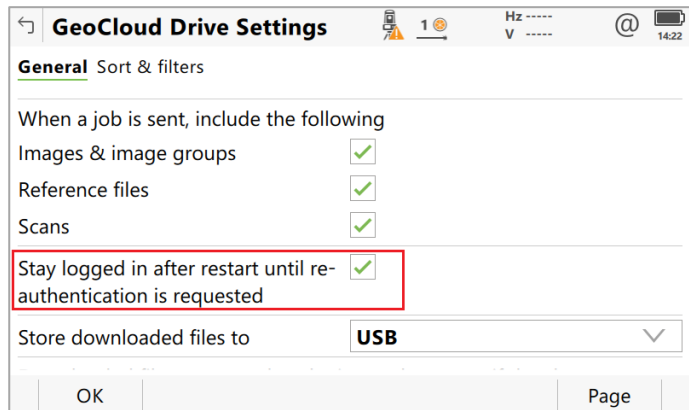 GeoCloud Drive Settings 1 Hz ----- V ----- @ 14:22
General Sort & filters
When a job is sent, include the following
Images & image groups
Reference files
Scans
Stay logged in after restart until re-
authentication is requested
Store downloaded files to USB
OK Page